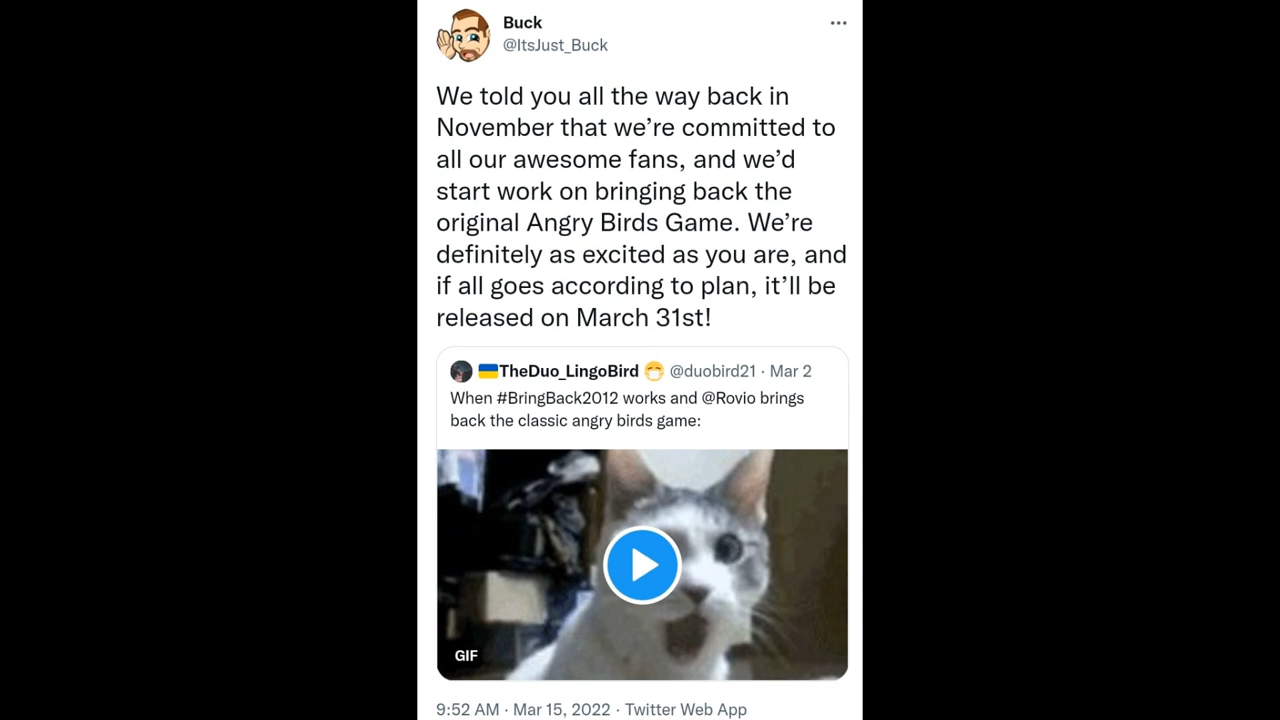 Buck
@ItsJust_Buck
We told you all the way back in
November that we’re committed to
all our awesome fans, and we’d
start work on bringing back the
original Angry Birds Game. We’re
definitely as excited as you are, and
if all goes according to plan, it’ll be
released on March 31st!
🇺🇦TheDuo_LingoBird 😷 @duobird21 · Mar 2
When #BringBack2012 works and @Rovio brings
back the classic angry birds game:
GIF
9:52 AM · Mar 15, 2022 · Twitter Web App